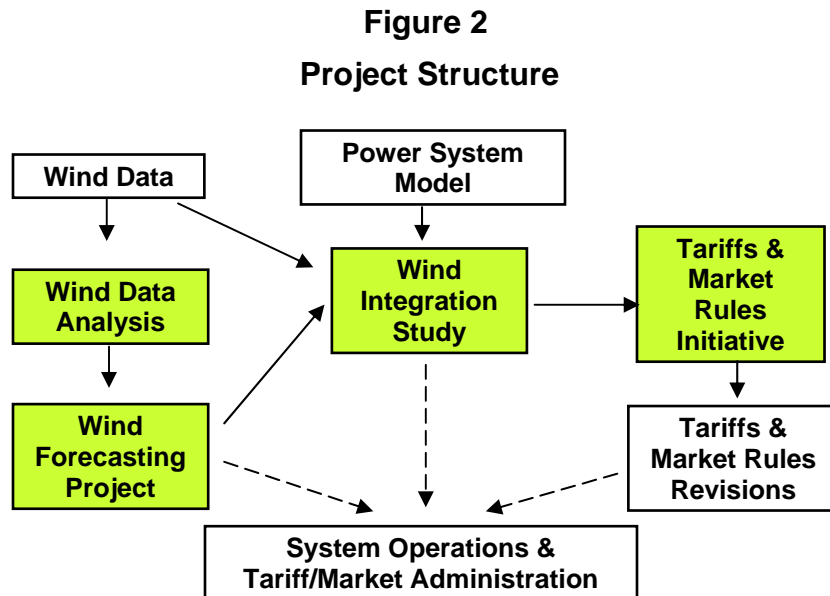 Figure 2
Project Structure
Wind Data
Power System
Model
Wind Data
Analysis
Wind
Integration
Study
Tariffs &
Market
Rules
Initiative
Wind
Forecasting
Project
Tariffs &
Market Rules
Revisions
System Operations &
Tariff/Market Administration